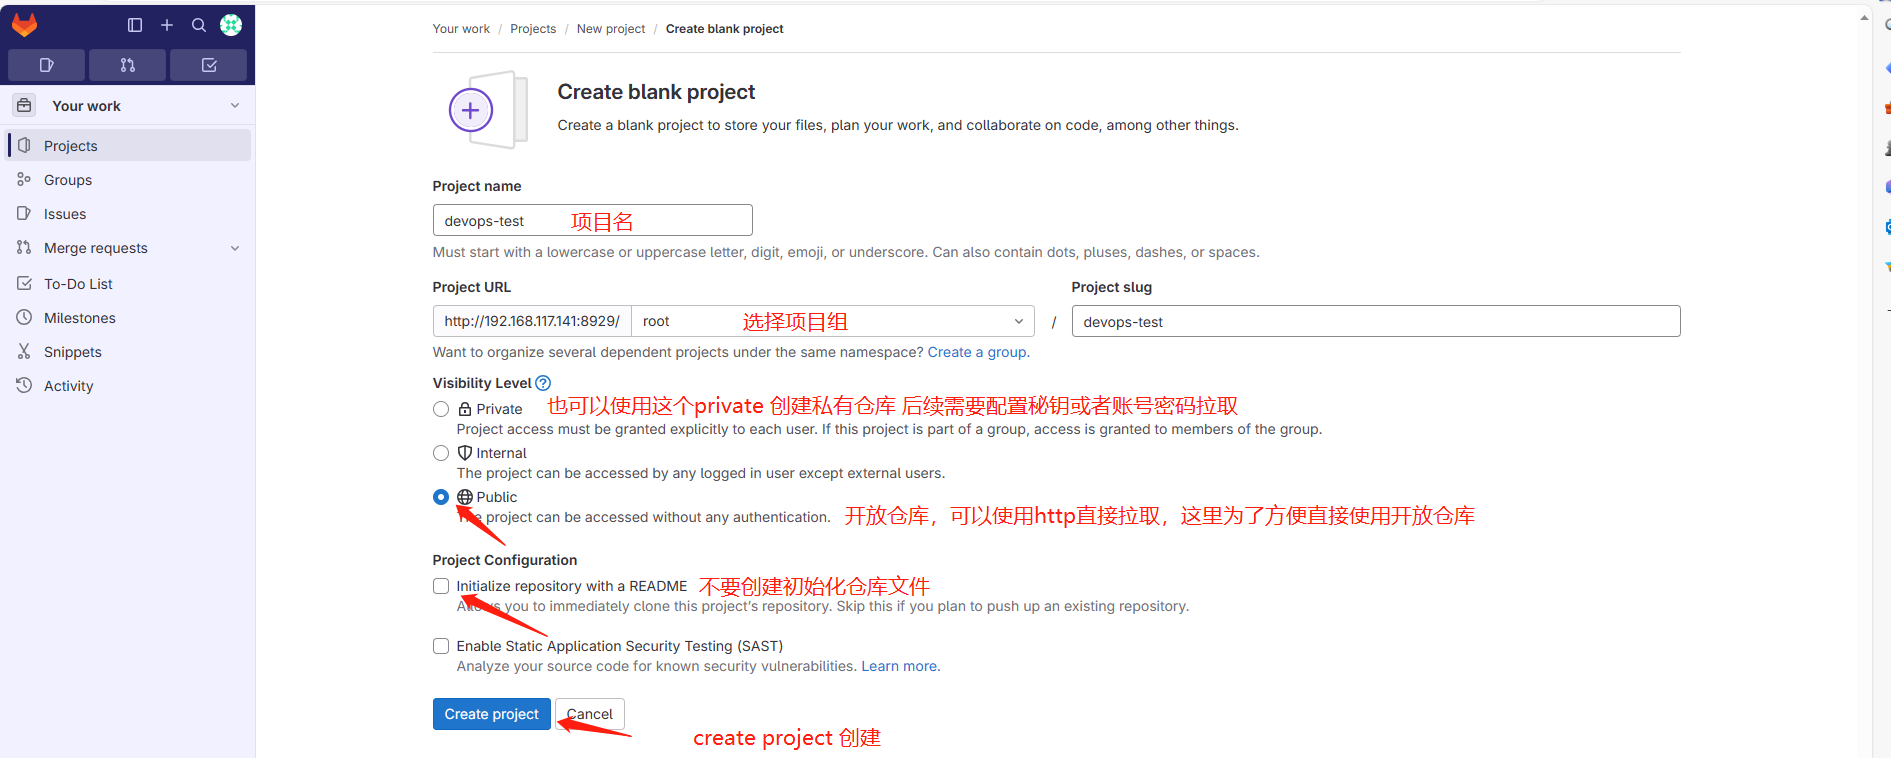 Your work / Projects / New project / Create blank project
Your work
Projects
Groups
Issues
Merge requests
To-Do List
Milestones
Snippets
Activity
Create blank project
Create a blank project to store your files, plan your work, and collaborate on code, among other things.
Project name
devops-test 项目名
Must start with a lowercase or uppercase letter, digit, emoji, or underscore. Can also contain dots, pluses, dashes, or spaces.
Project URL
Project slug
http://192.168.117.141:8929/ root 选择项目组 / devops-test
Want to organize several dependent projects under the same namespace? Create a group.
Visibility Level
Private 也可以使用这个private 创建私有仓库 后续需要配置秘钥或者账号密码拉取
Project access must be granted explicitly to each user. If this project is part of a group, access is granted to members of the group.
Internal
The project can be accessed by any logged in user except external users.
Public
The project can be accessed without any authentication. 开放仓库，可以使用http直接拉取，这里为了方便直接使用开放仓库
Project Configuration
Initialize repository with a README 不要创建初始化仓库文件
Allows you to immediately clone this project's repository. Skip this if you plan to push up an existing repository.
Enable Static Application Security Testing (SAST)
Analyze your source code for known security vulnerabilities. Learn more.
Create project Cancel
create project 创建